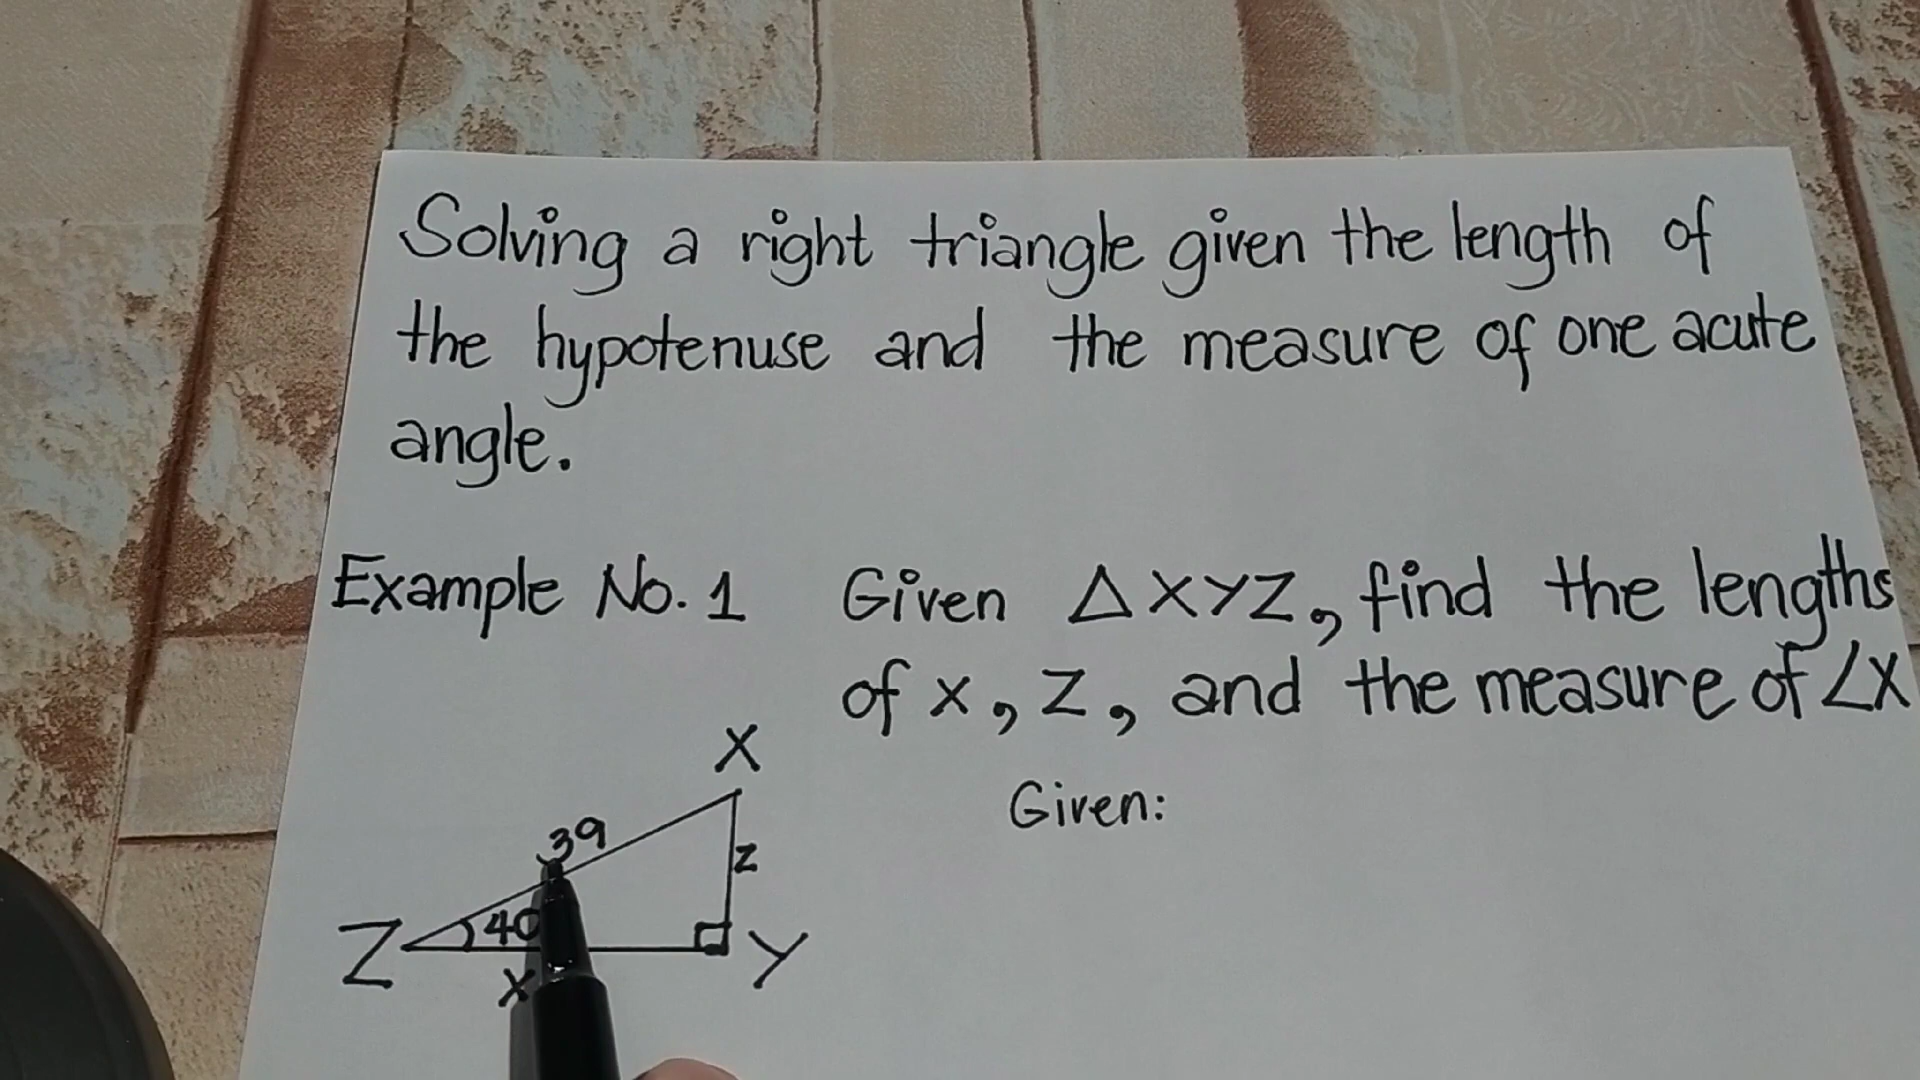 Solving a right triangle given the length of
the hypotenuse and the measure of one acute
angle.
Example No. 1 Given △XYZ, find the lengths
of x, z, and the measure of ∠X
Given:
X
39
z
Z 40 Y
x